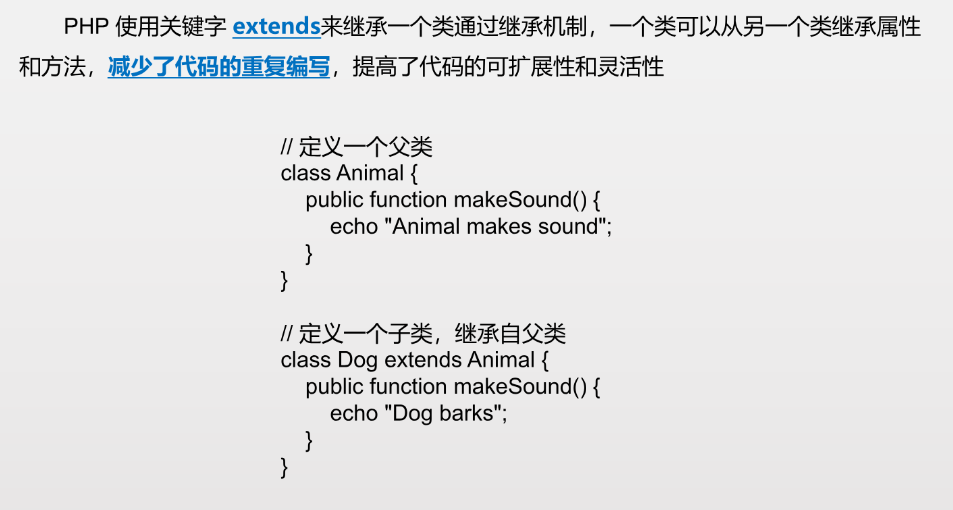 PHP 使用关键字 extends来继承一个类通过继承机制，一个类可以从另一个类继承属性
和方法，减少了代码的重复编写，提高了代码的可扩展性和灵活性
// 定义一个父类
class Animal {
    public function makeSound() {
        echo "Animal makes sound";
    }
}
// 定义一个子类，继承自父类
class Dog extends Animal {
    public function makeSound() {
        echo "Dog barks";
    }
}